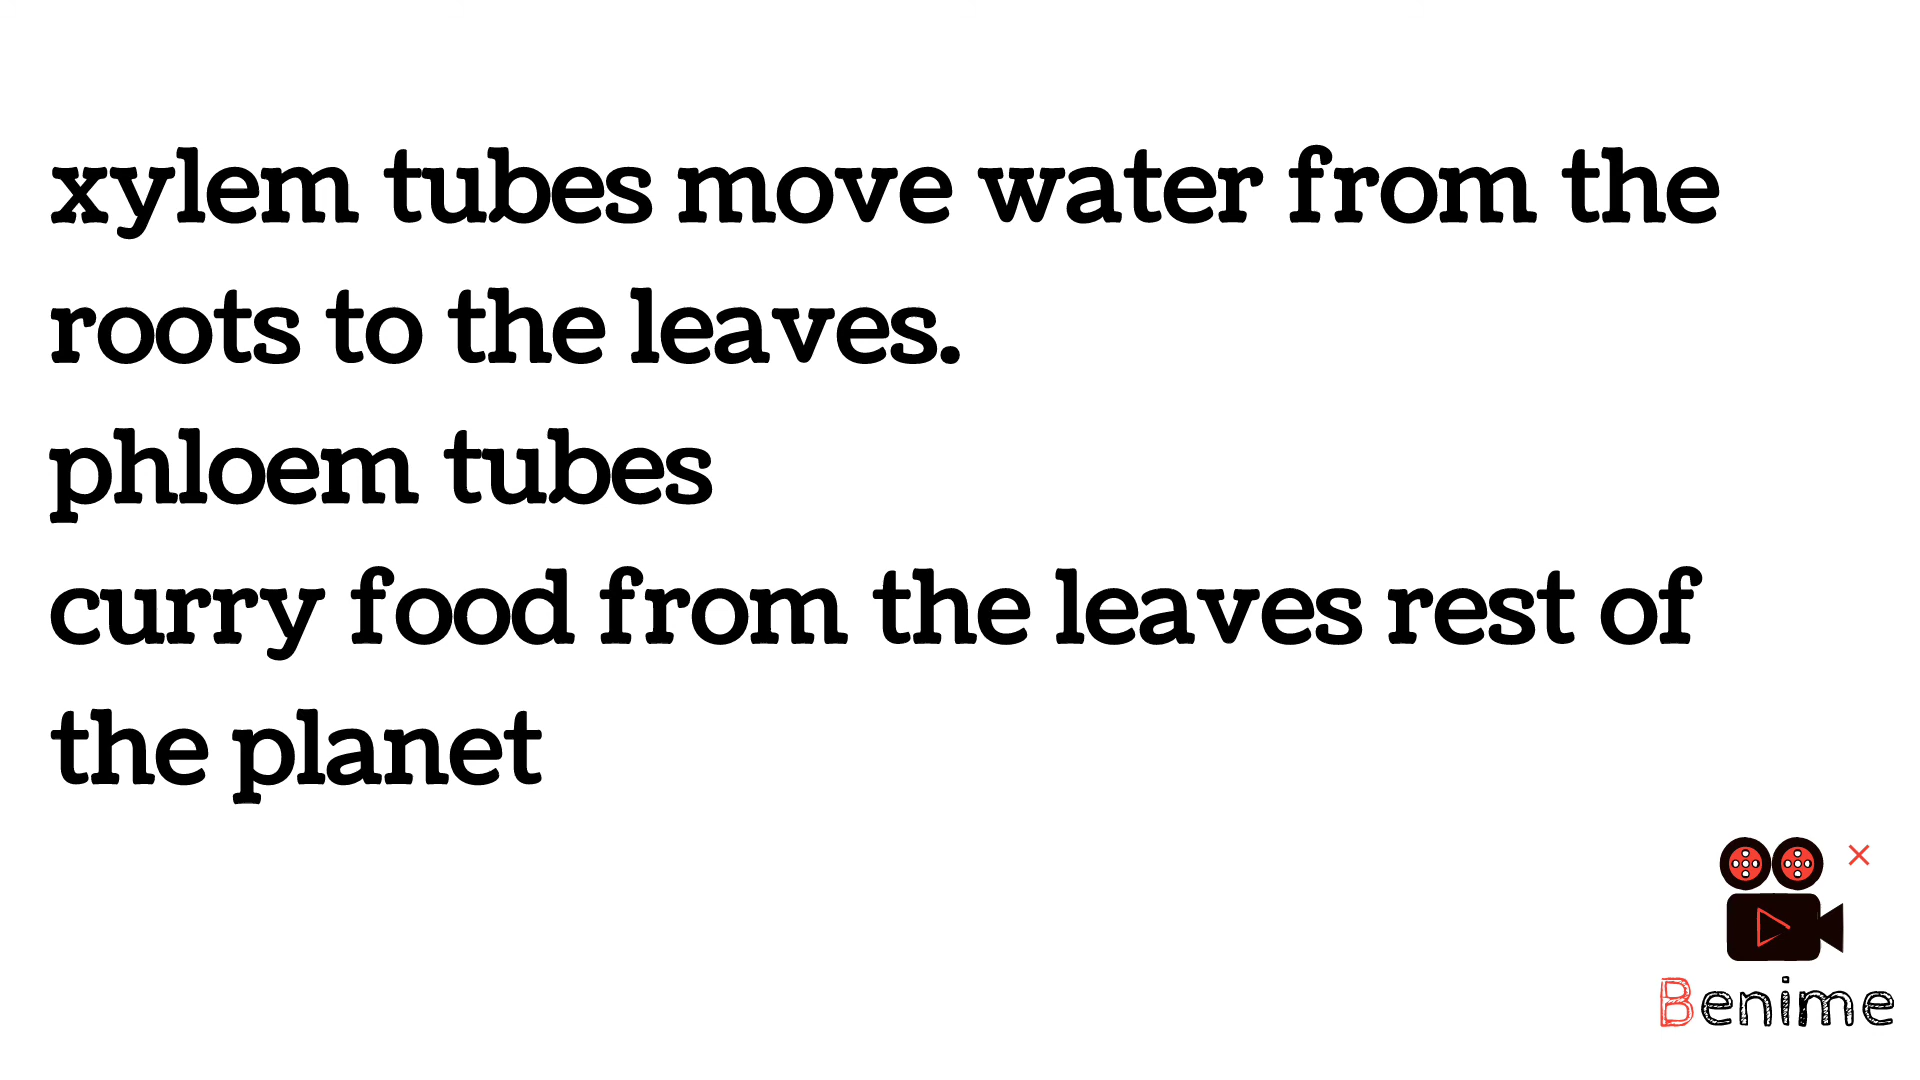 xylem tubes move water from the
roots to the leaves.
phloem tubes
curry food from the leaves rest of
the planet
Benime